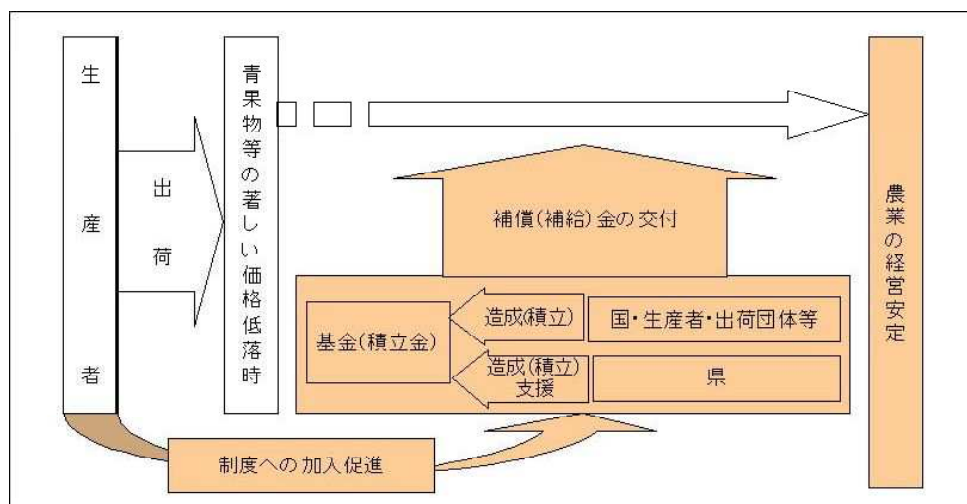 生産者
出荷
青果物等の著しい価格低落時
補償(補給)金の交付
農業の経営安定
基金(積立金)
造成(積立)
国・生産者・出荷団体等
造成(積立)
支援
県
制度への加入促進